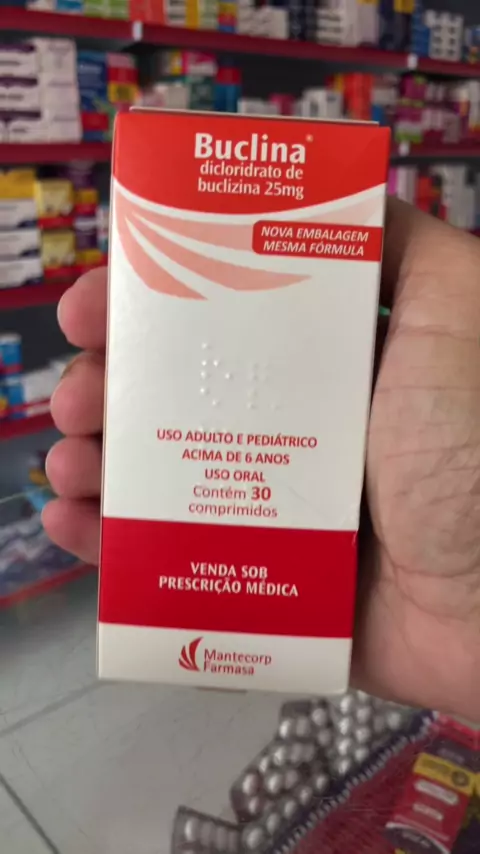 Buclina®
dicloridrato de
buclizina 25mg
NOVA EMBALAGEM
MESMA FÓRMULA
USO ADULTO E PEDIÁTRICO
ACIMA DE 6 ANOS
USO ORAL
Contém 30
comprimidos
VENDA SOB
PRESCRIÇÃO MÉDICA
Mantecorp
Farmasa